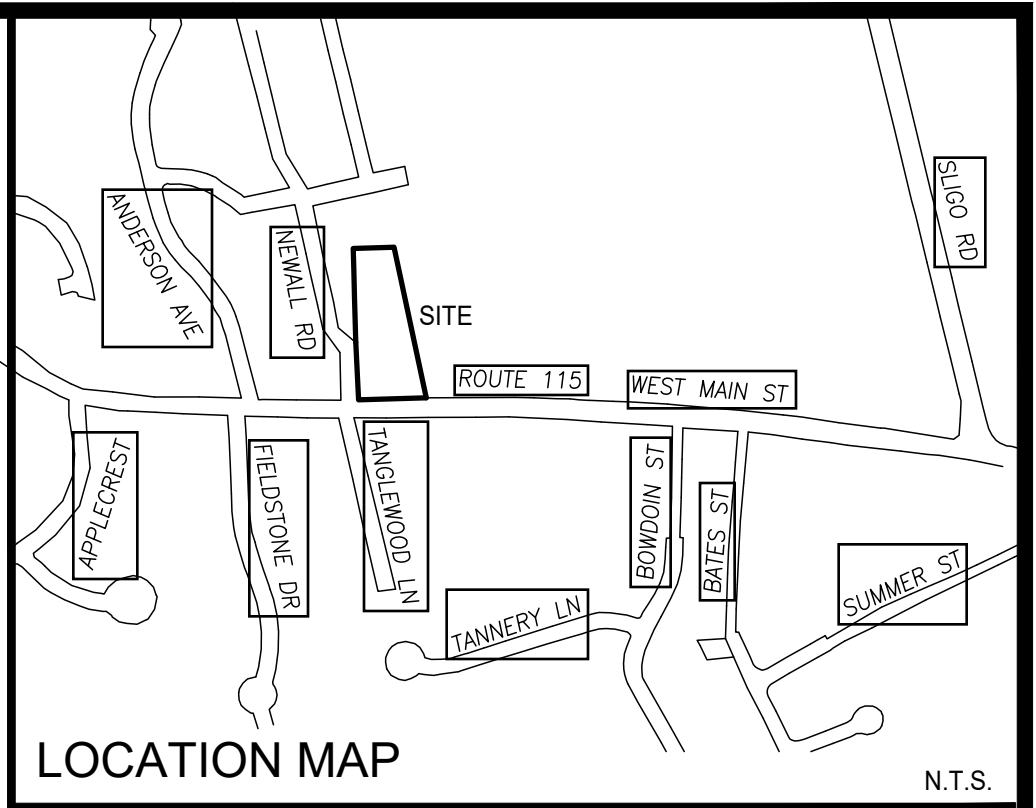 SLIGO RD
ANDERSON AVE
NEWALL RD
SITE
ROUTE 115
WEST MAIN ST
APPLECREST
FIELDSTONE DR
TANGLEWOOD LN
BOWDOIN ST
BATES ST
SUMMER ST
TANNERY LN
LOCATION MAP
N.T.S.